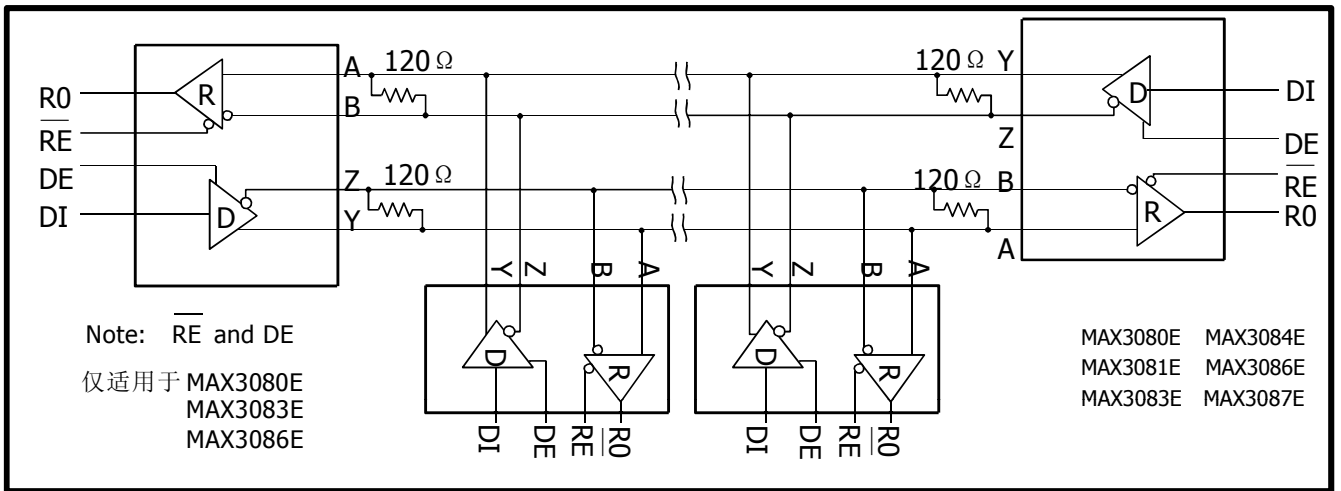 A 120Ω
120Ω Y
R0
R
B
D
DI
RE
Z
DE
DE
Z 120Ω
120Ω B
RE
DI
D
Y
R
R0
A
Y Z B A
Y Z B A
Note: RE and DE
仅适用于 MAX3080E
MAX3083E
MAX3086E
D
R
D
R
MAX3080E MAX3084E
MAX3081E MAX3086E
MAX3083E MAX3087E
DI DE RE R0
DI DE RE R0